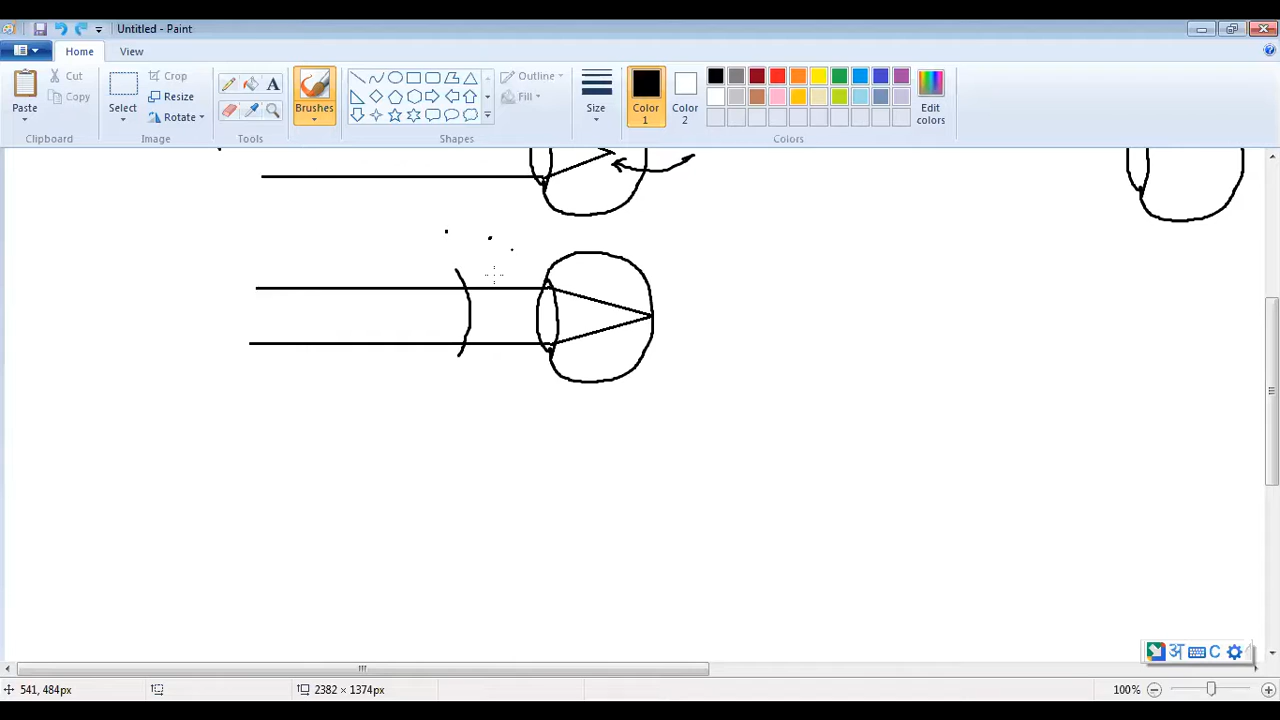 Untitled - Paint
Home
View
Paste
Cut
Copy
Clipboard
Select
Crop
Resize
Rotate
Image
A
Tools
Brushes
Outline
Fill
Shapes
Size
Color 1
Color 2
Edit colors
Colors
अ C
541, 484px
2382 × 1374px
100%